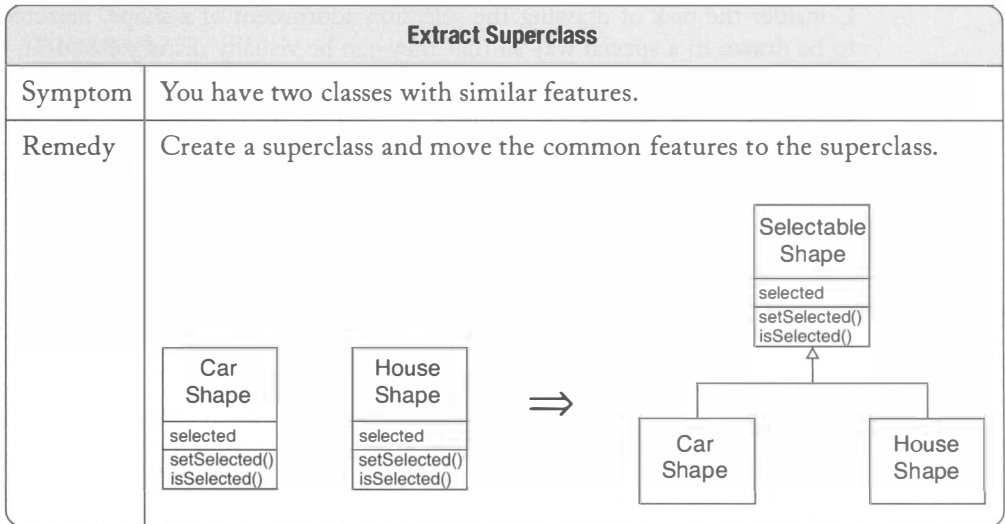 Extract Superclass
Symptom You have two classes with similar features.
Remedy Create a superclass and move the common features to the superclass.
Selectable
Shape
selected
setSelected()
isSelected()
Car
Shape
selected
setSelected()
isSelected()
House
Shape
selected
setSelected()
isSelected()
⇒
Car
Shape
House
Shape